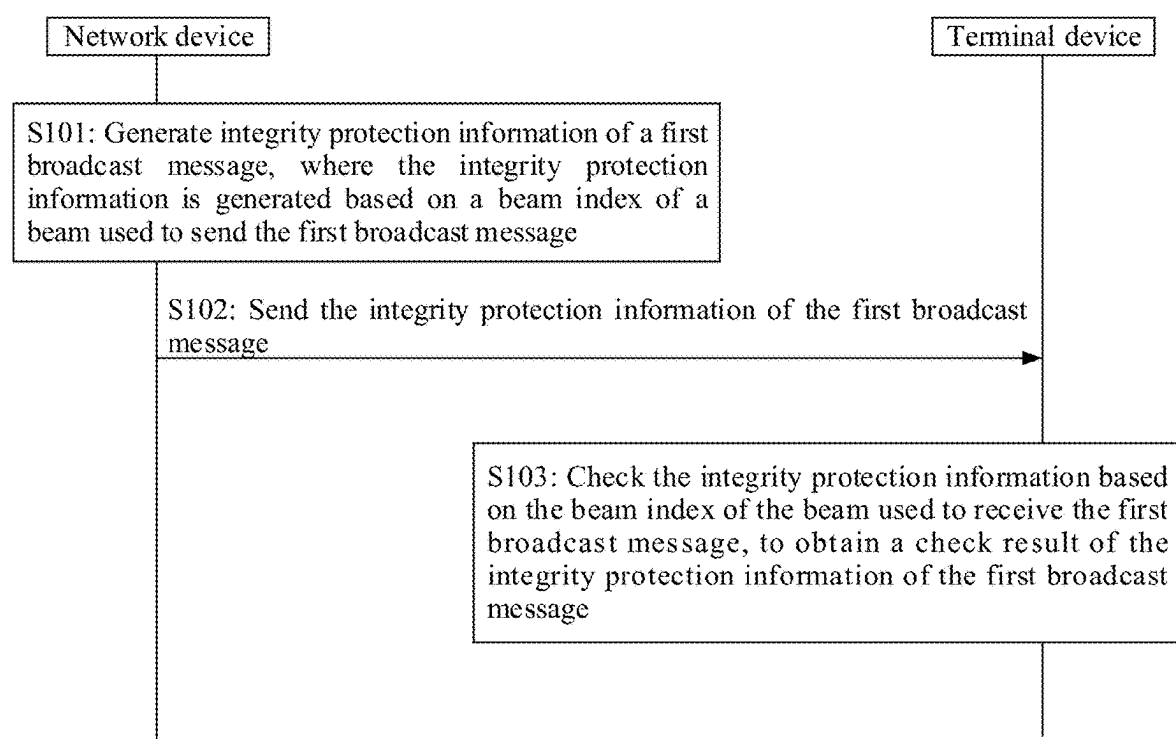 Network device
Terminal device
S101: Generate integrity protection information of a first
broadcast message, where the integrity protection
information is generated based on a beam index of a
beam used to send the first broadcast message
S102: Send the integrity protection information of the first broadcast
message
S103: Check the integrity protection information based
on the beam index of the beam used to receive the first
broadcast message, to obtain a check result of the
integrity protection information of the first broadcast
message